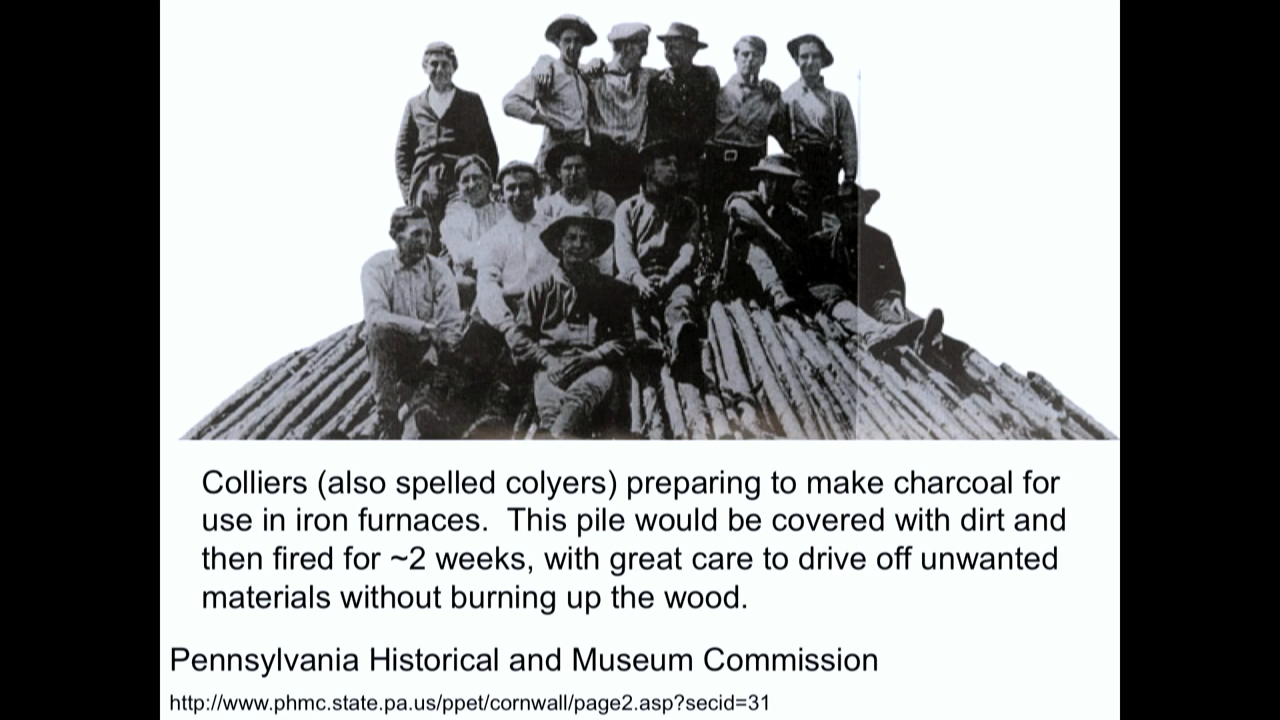 Colliers (also spelled colyers) preparing to make charcoal for
use in iron furnaces.  This pile would be covered with dirt and
then fired for ~2 weeks, with great care to drive off unwanted
materials without burning up the wood.
Pennsylvania Historical and Museum Commission
http://www.phmc.state.pa.us/ppet/cornwall/page2.asp?secid=31